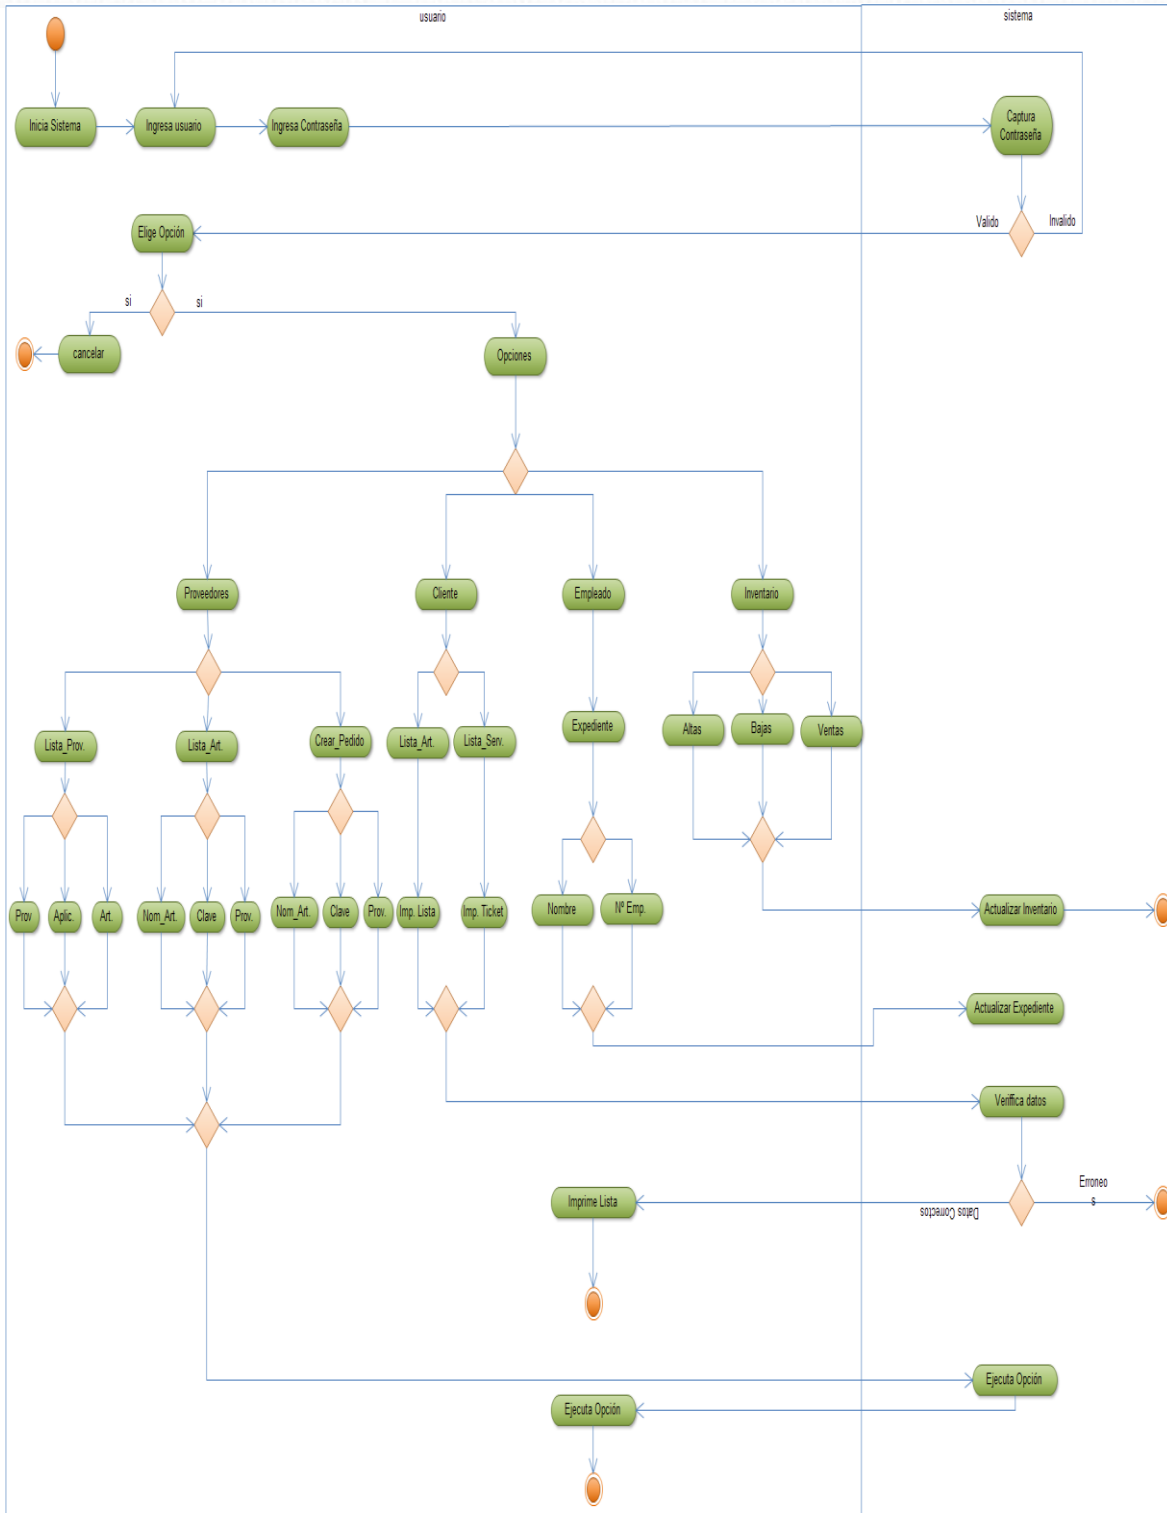 usuario
sistema
Inicia Sistema
Ingresa usuario
Ingresa Contraseña
Captura
Contraseña
Elige Opción
Valido
Invalido
si
si
cancelar
Opciones
Proveedores
Cliente
Empleado
Inventario
Lista_Prov.
Lista_Art.
Crear_Pedido
Lista_Art.
Lista_Serv.
Expediente
Altas
Bajas
Ventas
Prov
Aplic.
Art.
Nom_Art.
Clave
Prov.
Nom_Art.
Clave
Prov.
Imp. Lista
Imp. Ticket
Nombre
Nº Emp.
Actualizar Inventario
Actualizar Expediente
Veriffica datos
Erroneo
s
Imprime Lista
Datos Correctos
Ejecuta Opción
Ejecuta Opción